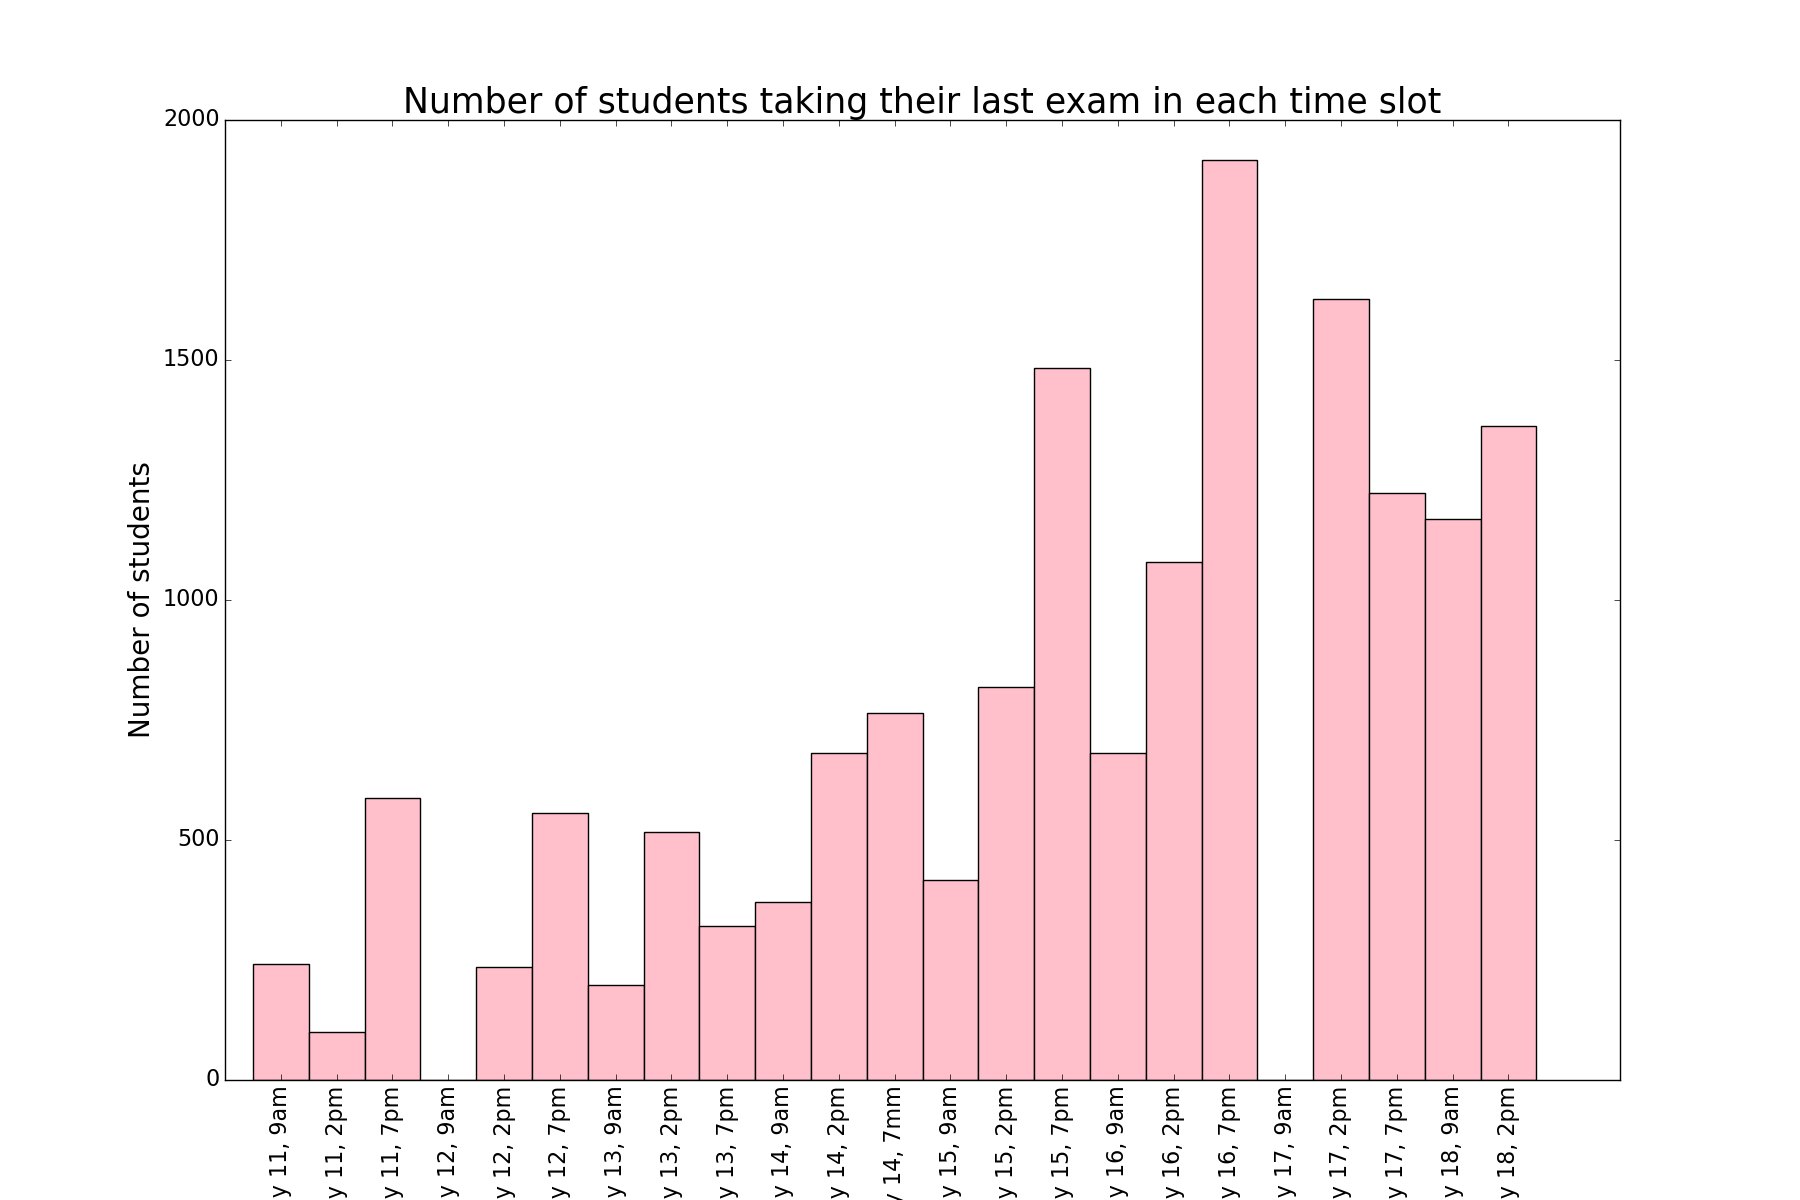 Number of students taking their last exam in each time slot
Number of students
2000
1500
1000
500
0
y 11, 9am
y 11, 2pm
y 11, 7pm
y 12, 9am
y 12, 2pm
y 12, 7pm
y 13, 9am
y 13, 2pm
y 13, 7pm
y 14, 9am
y 14, 2pm
y 14, 7mm
y 15, 9am
y 15, 2pm
y 15, 7pm
y 16, 9am
y 16, 2pm
y 16, 7pm
y 17, 9am
y 17, 2pm
y 17, 7pm
y 18, 9am
y 18, 2pm